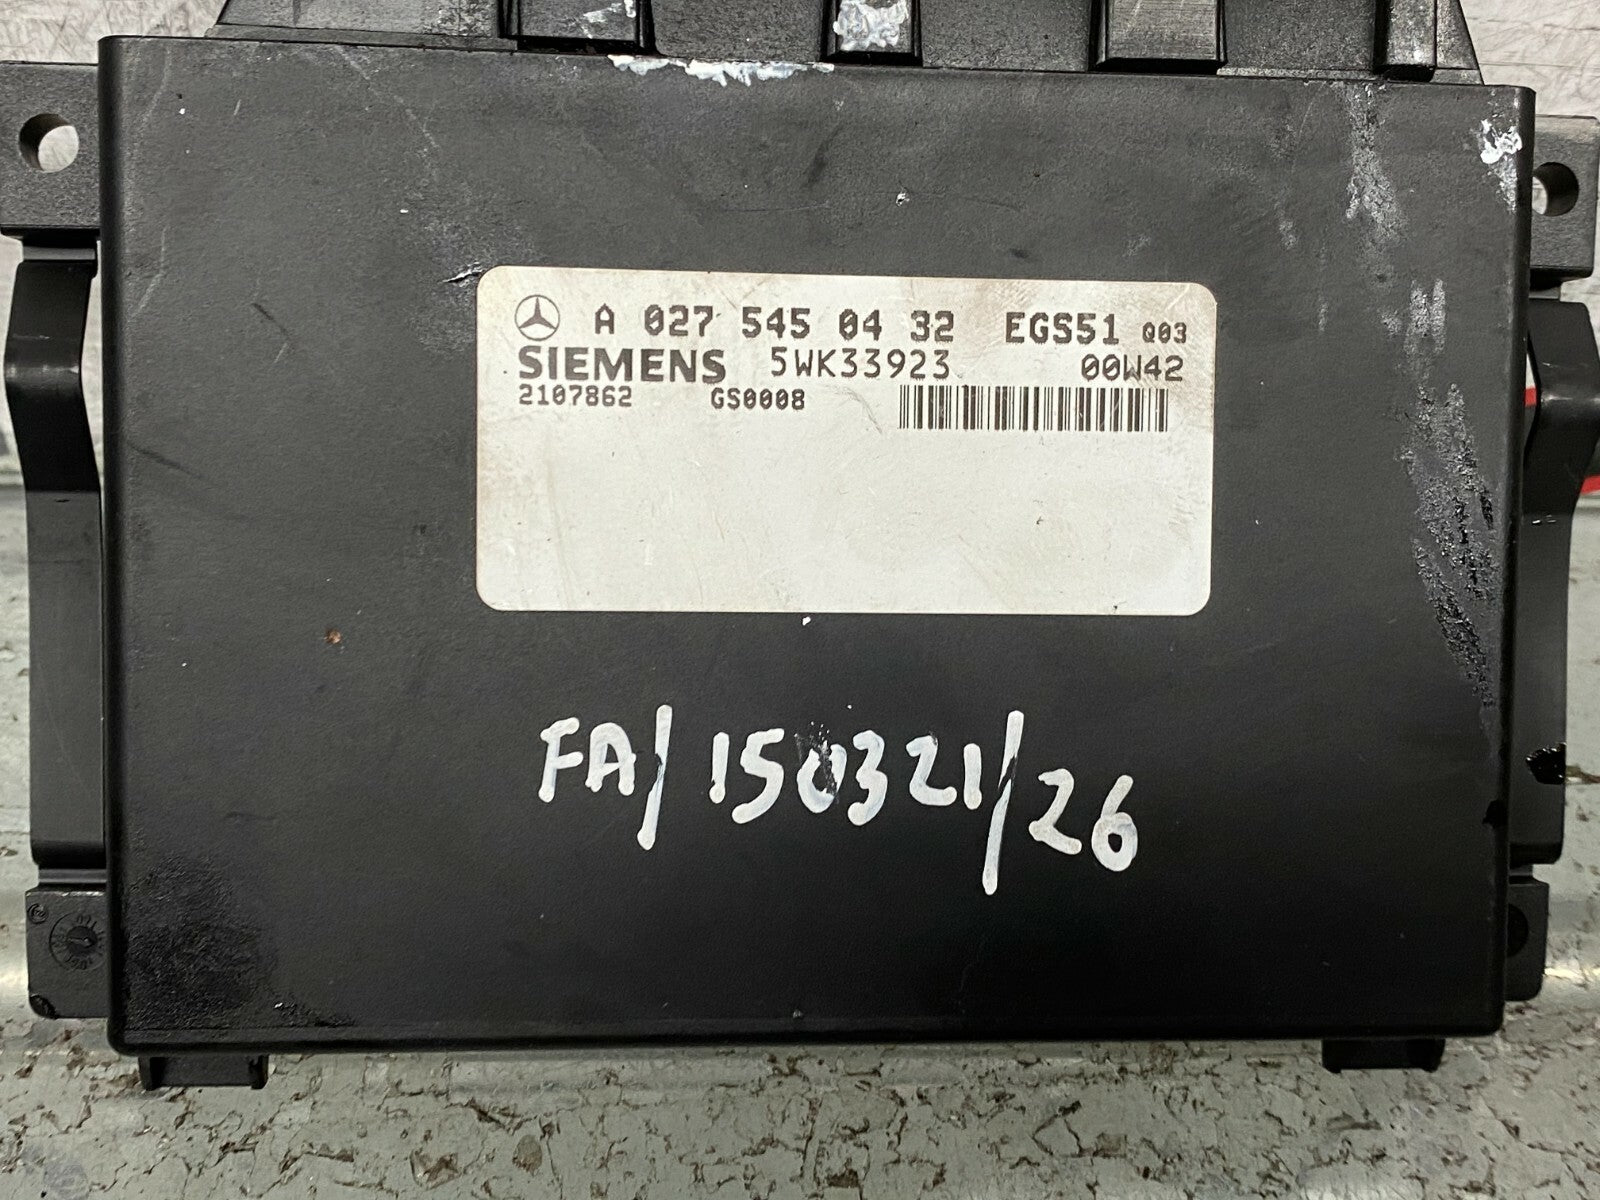 A 027 545 04 32 EGS51 Q03
SIEMENS 5WK33923 00W42
2107862 GS0008
FA/150321/26